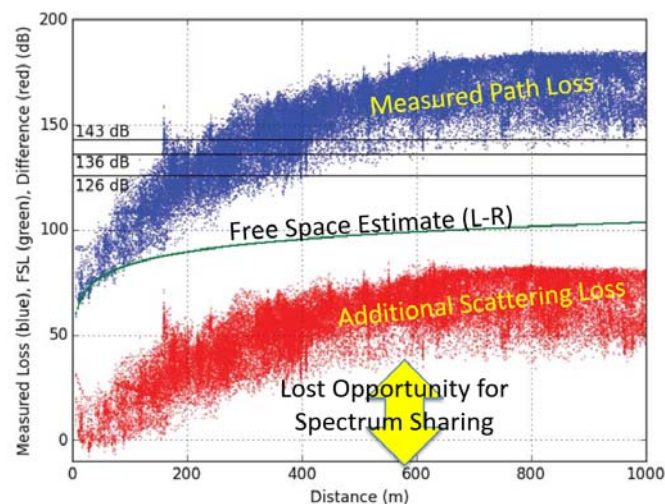 Measured Loss (blue), FSL (green), Difference (red) (dB)
200
150
100
50
0
143 dB
136 dB
126 dB
Measured Path Loss
Free Space Estimate (L-R)
Additional Scattering Loss
Lost Opportunity for
Spectrum Sharing
0
200
400
600
800
1000
Distance (m)